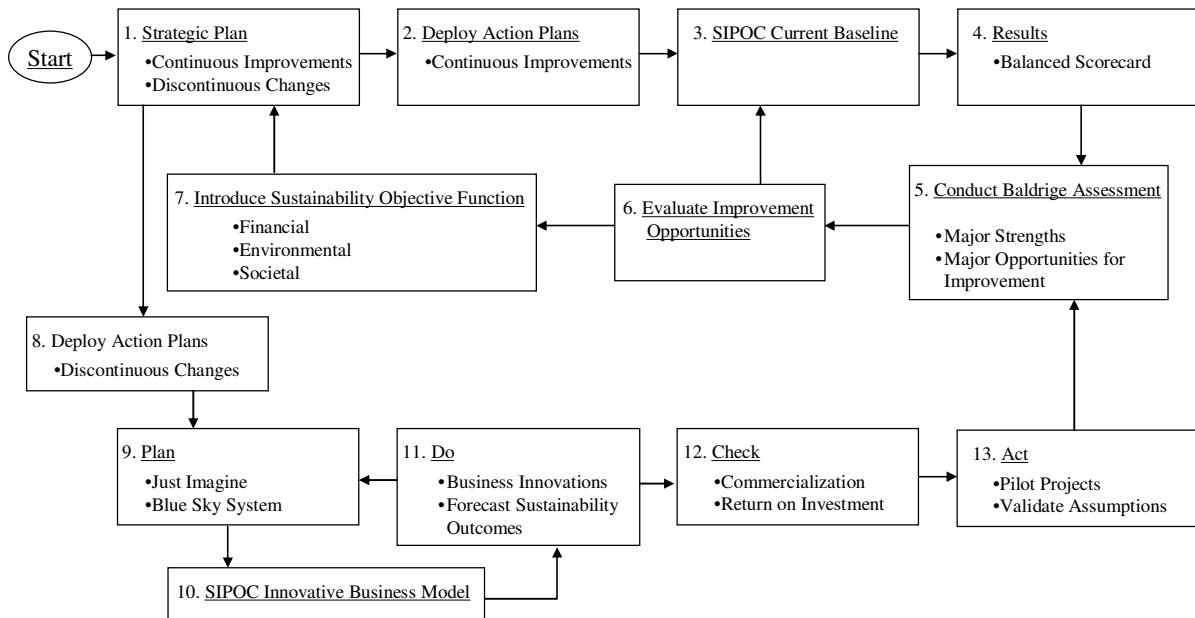 Start
1. Strategic Plan
•Continuous Improvements
•Discontinuous Changes
2. Deploy Action Plans
•Continuous Improvements
3. SIPOC Current Baseline
4. Results
•Balanced Scorecard
5. Conduct Baldrige Assessment
•Major Strengths
•Major Opportunities for
Improvement
6. Evaluate Improvement
Opportunities
7. Introduce Sustainability Objective Function
•Financial
•Environmental
•Societal
8. Deploy Action Plans
•Discontinuous Changes
9. Plan
•Just Imagine
•Blue Sky System
10. SIPOC Innovative Business Model
11. Do
•Business Innovations
•Forecast Sustainability
Outcomes
12. Check
•Commercialization
•Return on Investment
13. Act
•Pilot Projects
•Validate Assumptions